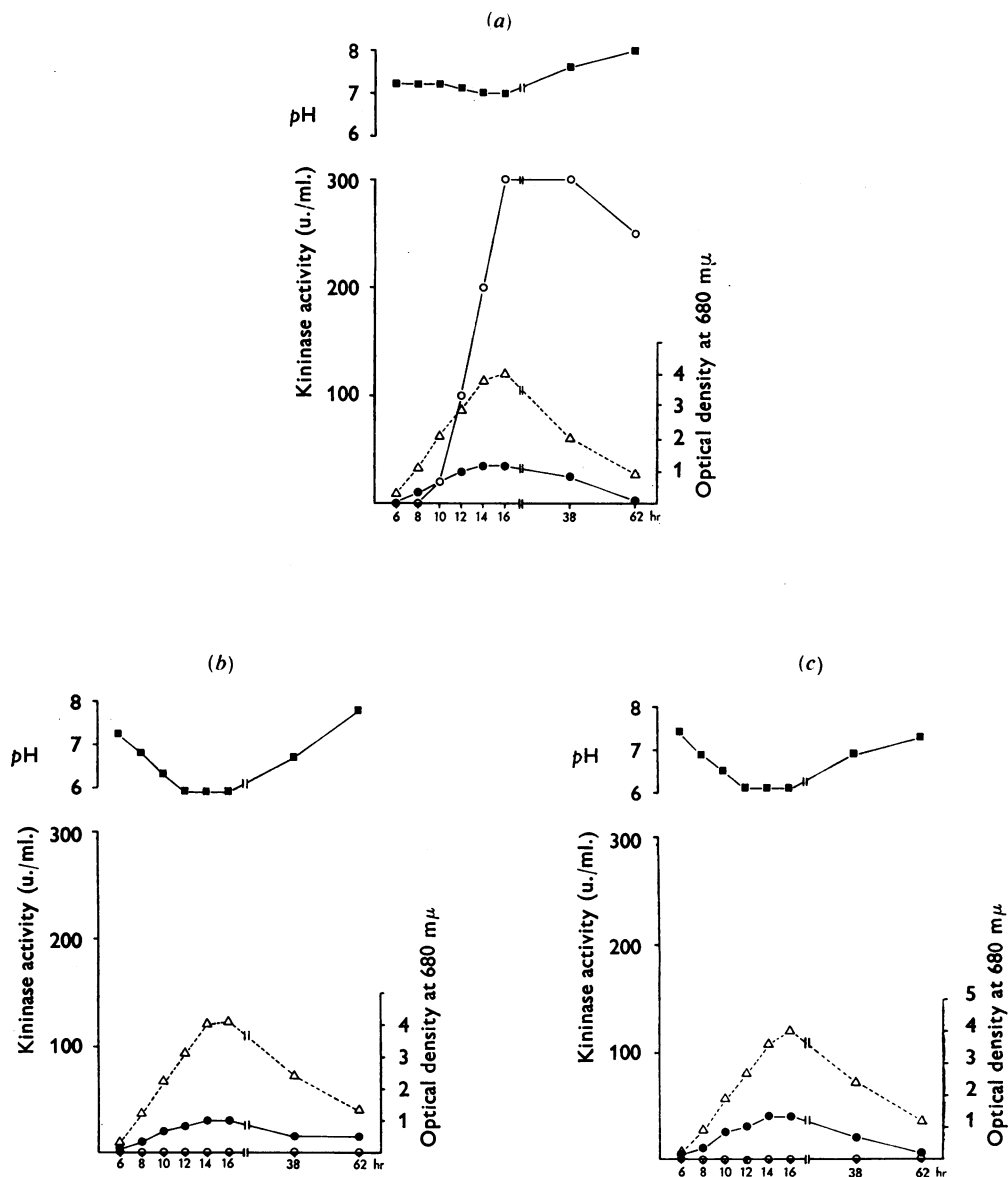 (a)
8
7
6
pH
300
200
100
Kininase activity (u./ml.)
4
3
2
1
Optical density at 680 mμ
6 8 10 12 14 16 38 62 hr
(b)
8
7
6
pH
300
200
100
Kininase activity (u./ml.)
4
3
2
1
Optical density at 680 mμ
6 8 10 12 14 16 38 62 hr
(c)
8
7
6
pH
300
200
100
Kininase activity (u./ml.)
5
4
3
2
1
Optical density at 680 mμ
6 8 10 12 14 16 38 62 hr